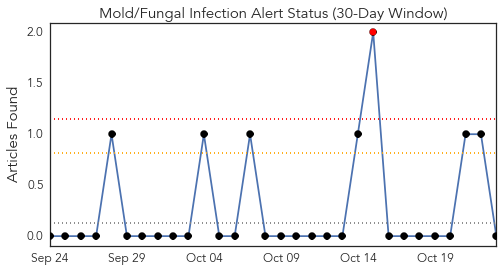 Mold/Fungal Infection Alert Status (30-Day Window)
Articles Found
2.0
1.5
1.0
0.5
0.0
Sep 24 Sep 29 Oct 04 Oct 09 Oct 14 Oct 19